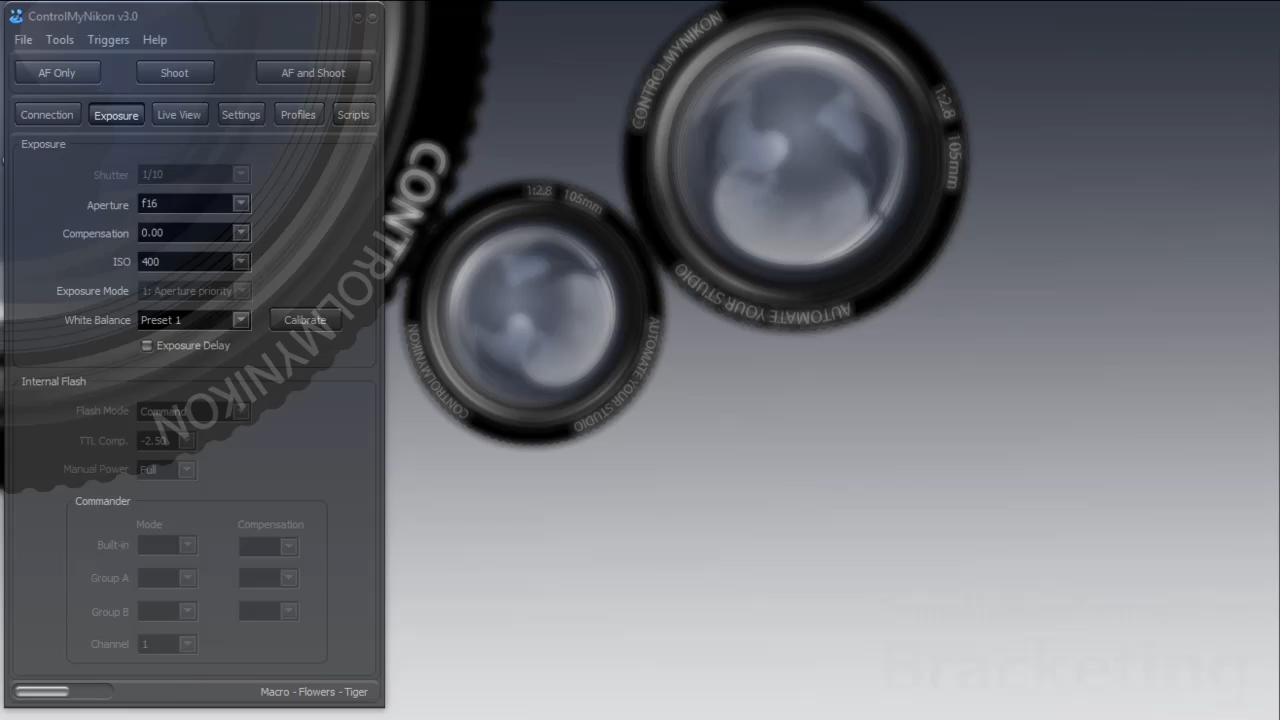 ControlMyNikon v3.0
File Tools Triggers Help
AF Only Shoot AF and Shoot
Connection Exposure Live View Settings Profiles Scripts
Exposure
Shutter 1/10
Aperture f16
Compensation 0.00
ISO 400
Exposure Mode 1: Aperture priority
White Balance Preset 1 Calibrate
Exposure Delay
Internal Flash
Flash Mode Command
TTL Comp. -2.50
Manual Power Full
Commander
Mode Compensation
Built-in
Group A
Group B
Channel 1
Macro - Flowers - Tiger
CONTROLMYNIKON
1:2.8 105mm
AUTOMATE YOUR STUDIO
CONTROLMYNIKON
CONTROLMYNIKON
1:2.8 105mm
AUTOMATE YOUR STUDIO
Bracketing